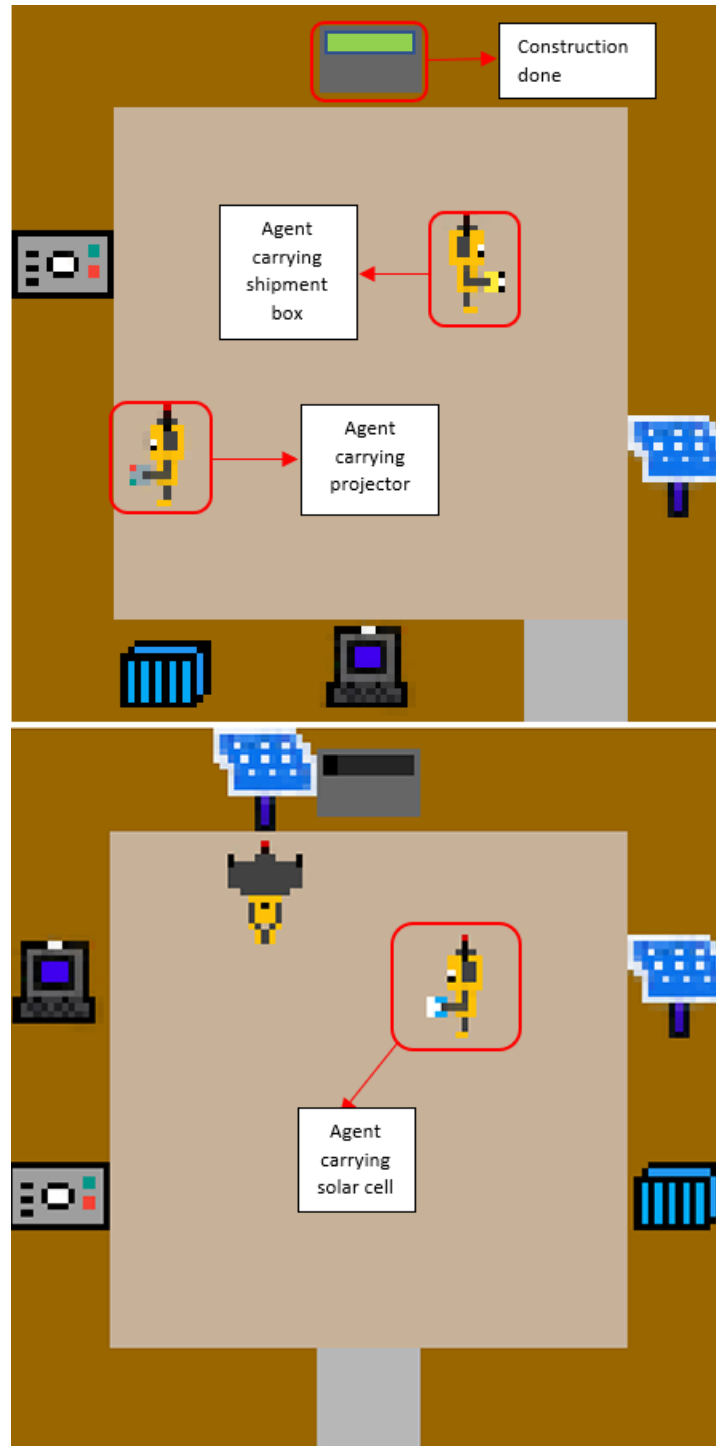 Construction
done
Agent
carrying
shipment
box
Agent
carrying
projector
Agent
carrying
solar cell